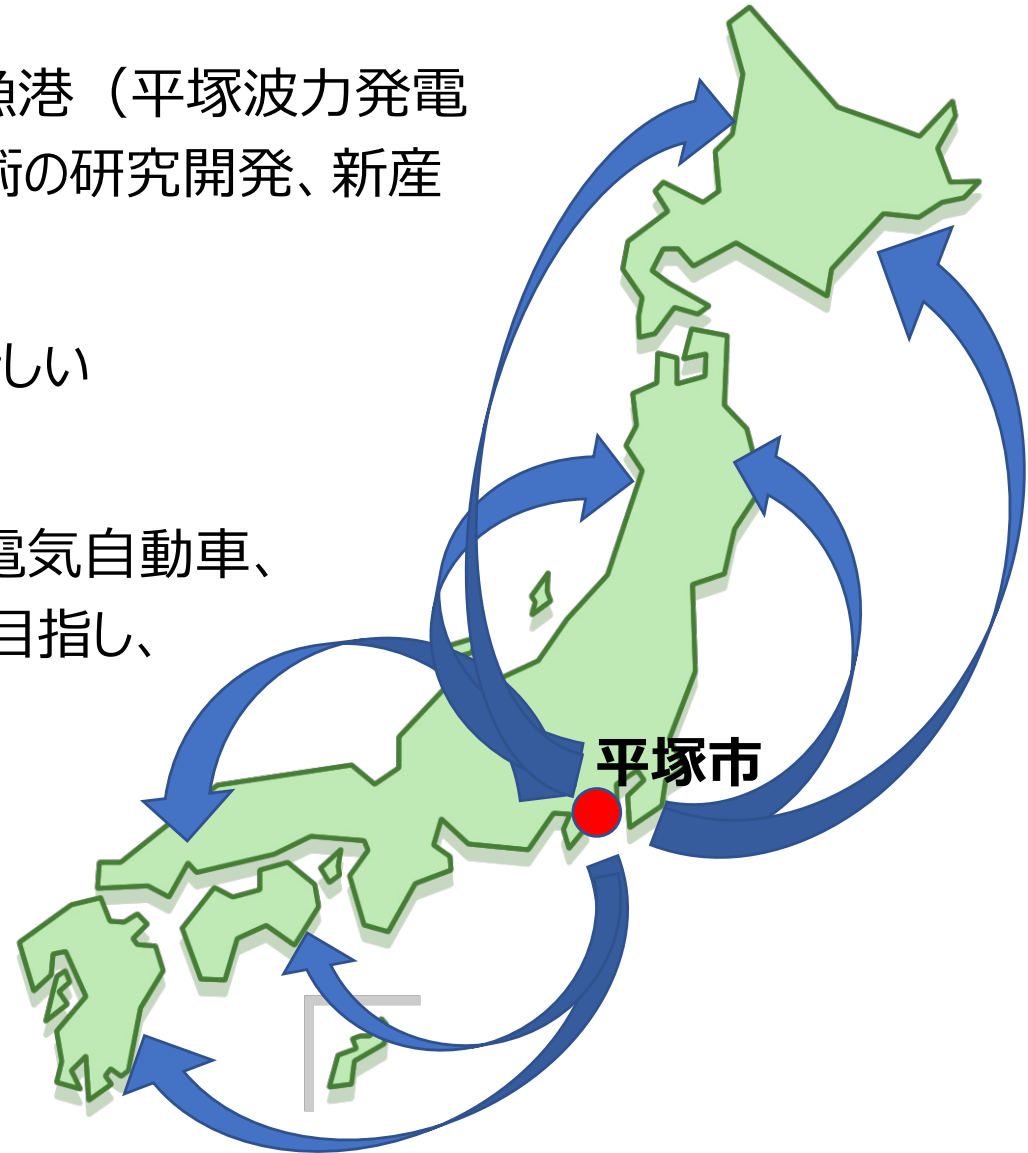 漁港（平塚波力発電
術の研究開発、新産
しい
電気自動車、
目指し、
平塚市